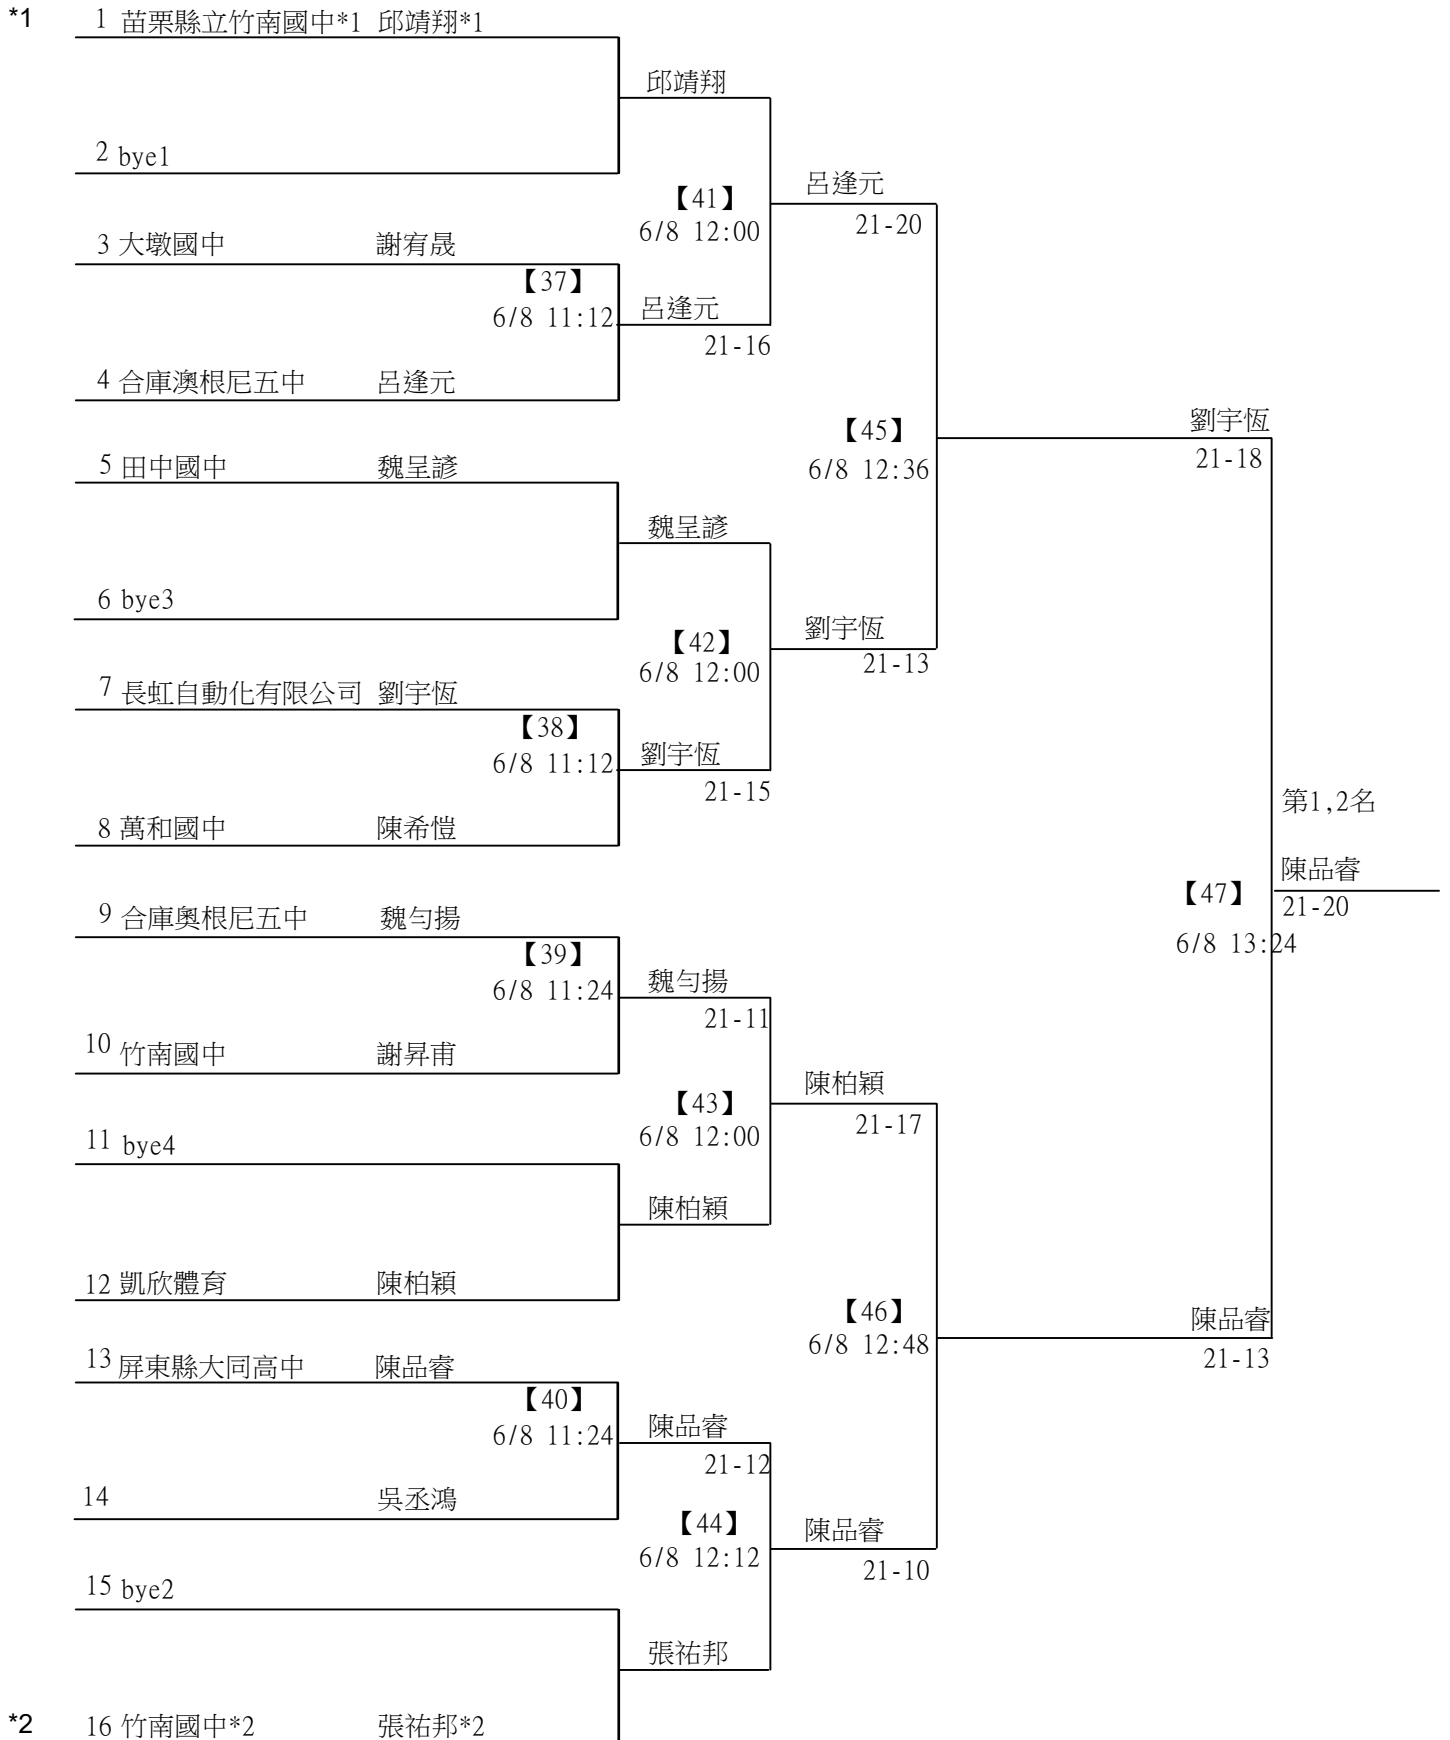 *1 1 苗栗縣立竹南國中*1 邱靖翔*1
邱靖翔
2 bye1
呂逢元
【41】
21-20
6/8 12:00
3 大墩國中 謝宥晟
【37】
呂逢元
6/8 11:12
21-16
4 合庫澳根尼五中 呂逢元
劉宇恆
【45】
21-18
5 田中國中 魏呈諺
6/8 12:36
魏呈諺
6 bye3
劉宇恆
【42】
21-13
6/8 12:00
7 長虹自動化有限公司 劉宇恆
【38】
劉宇恆
6/8 11:12
21-15
第1,2名
8 萬和國中 陳希愷
陳品睿
【47】
21-20
9 合庫奧根尼五中 魏勻揚
6/8 13:24
【39】
魏勻揚
6/8 11:24
21-11
10 竹南國中 謝昇甫
陳柏穎
【43】
21-17
6/8 12:00
11 bye4
陳柏穎
12 凱欣體育 陳柏穎
【46】
陳品睿
6/8 12:48
21-13
13 屏東縣大同高中 陳品睿
【40】
陳品睿
6/8 11:24
21-12
14 吳丞鴻
【44】
陳品睿
6/8 12:12
21-10
15 bye2
張祐邦
*2 16 竹南國中*2 張祐邦*2